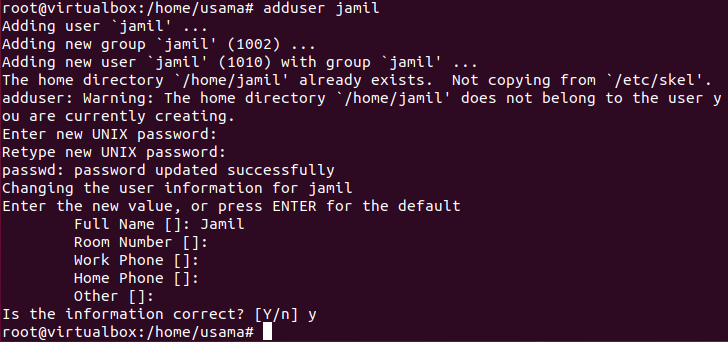 root@virtualbox:/home/usama# adduser jamil
Adding user `jamil' ...
Adding new group `jamil' (1002) ...
Adding new user `jamil' (1010) with group `jamil' ...
The home directory `/home/jamil' already exists.  Not copying from `/etc/skel'.
adduser: Warning: The home directory `/home/jamil' does not belong to the user y
ou are currently creating.
Enter new UNIX password:
Retype new UNIX password:
passwd: password updated successfully
Changing the user information for jamil
Enter the new value, or press ENTER for the default
        Full Name []: Jamil
        Room Number []:
        Work Phone []:
        Home Phone []:
        Other []:
Is the information correct? [Y/n] y
root@virtualbox:/home/usama#